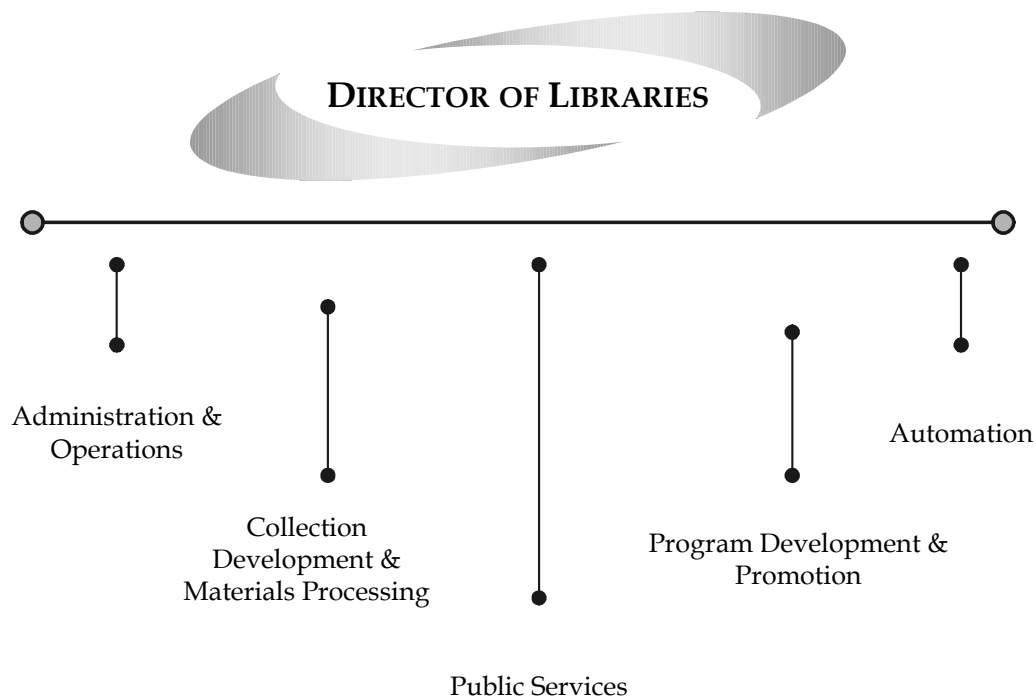 DIRECTOR OF LIBRARIES
Administration &
Operations
Collection
Development &
Materials Processing
Public Services
Program Development &
Promotion
Automation